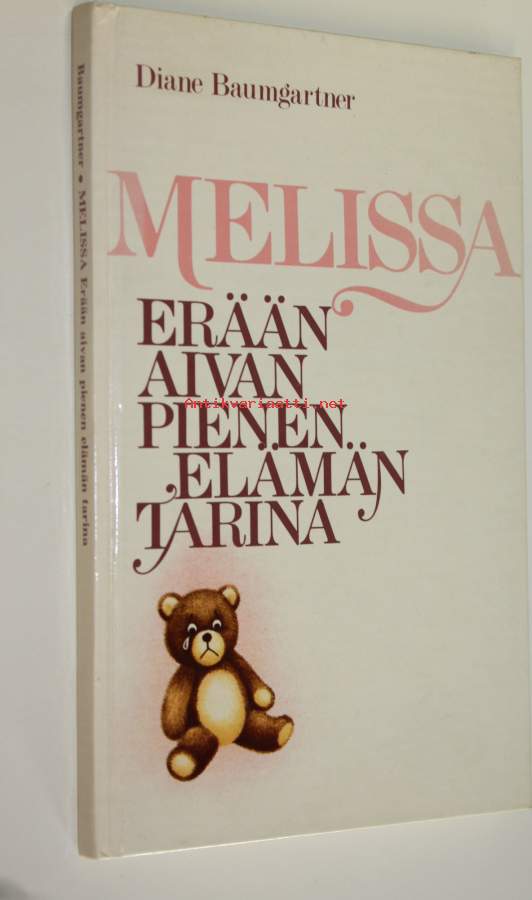 Diane Baumgartner
MELISSA
ERÄÄN
AIVAN
PIENEN
ELÄMÄN
TARINA
Antikvariaatti.net
Baumgartner • MELISSA Erään aivan pienen elämän tarina